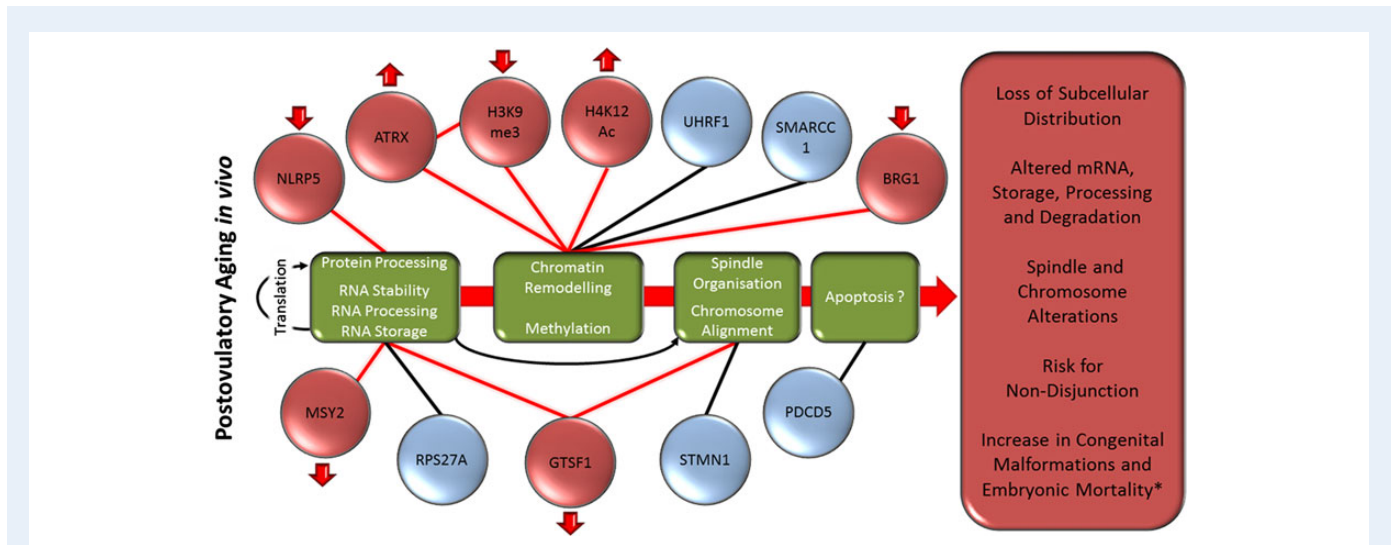 Postovulatory Aging in vivo
NLRP5
ATRX
H3K9
me3
H4K12
Ac
UHRF1
SMARCC
1
BRG1
Translation
Protein Processing
RNA Stability
RNA Processing
RNA Storage
Chromatin
Remodelling
Methylation
Spindle
Organisation
Chromosome
Alignment
Apoptosis ?
MSY2
RPS27A
GTSF1
STMN1
PDCD5
Loss of Subcellular
Distribution
Altered mRNA,
Storage, Processing
and Degradation
Spindle and
Chromosome
Alterations
Risk for
Non-Disjunction
Increase in Congenital
Malformations and
Embryonic Mortality*